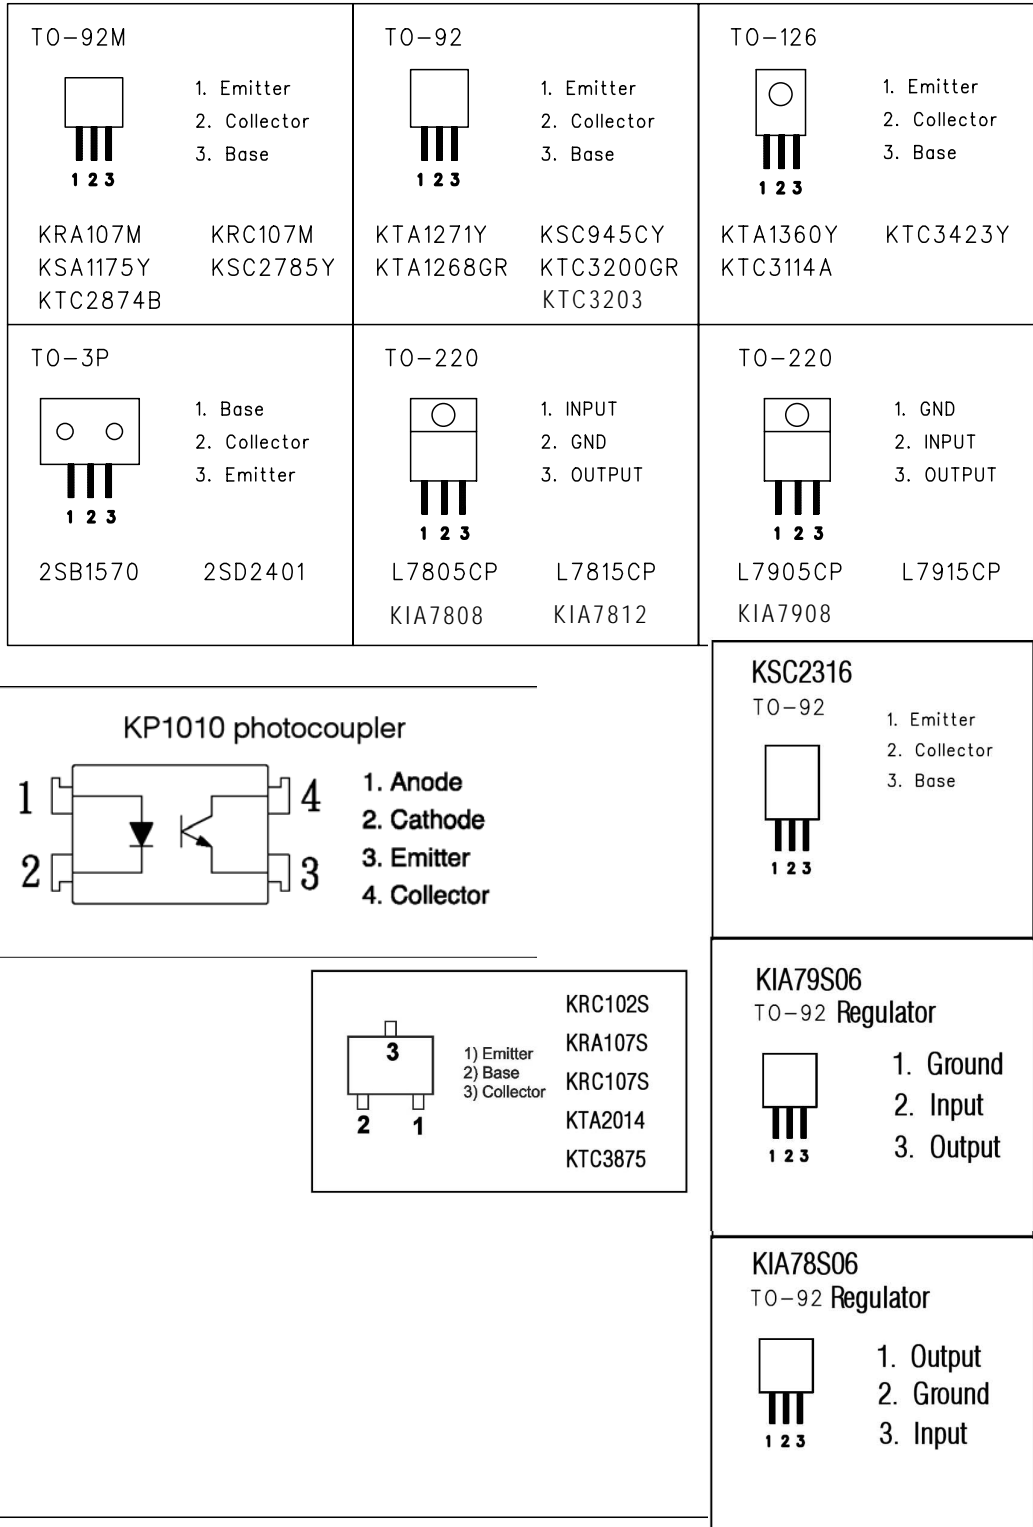 TO-92M
1. Emitter
2. Collector
3. Base
1 2 3
KRA107M KRC107M
KSA1175Y KSC2785Y
KTC2874B
TO-92
1. Emitter
2. Collector
3. Base
1 2 3
KTA1271Y KSC945CY
KTA1268GR KTC3200GR
KTC3203
TO-126
1. Emitter
2. Collector
3. Base
1 2 3
KTA1360Y KTC3423Y
KTC3114A
TO-3P
1. Base
2. Collector
3. Emitter
1 2 3
2SB1570 2SD2401
TO-220
1. INPUT
2. GND
3. OUTPUT
1 2 3
L7805CP L7815CP
KIA7808 KIA7812
TO-220
1. GND
2. INPUT
3. OUTPUT
1 2 3
L7905CP L7915CP
KIA7908
KP1010 photocoupler
1 4
2 3
1. Anode
2. Cathode
3. Emitter
4. Collector
KSC2316
TO-92
1. Emitter
2. Collector
3. Base
1 2 3
3
2 1
1) Emitter
2) Base
3) Collector
KRC102S
KRA107S
KRC107S
KTA2014
KTC3875
KIA79S06
TO-92 Regulator
1. Ground
2. Input
3. Output
1 2 3
KIA78S06
TO-92 Regulator
1. Output
2. Ground
3. Input
1 2 3